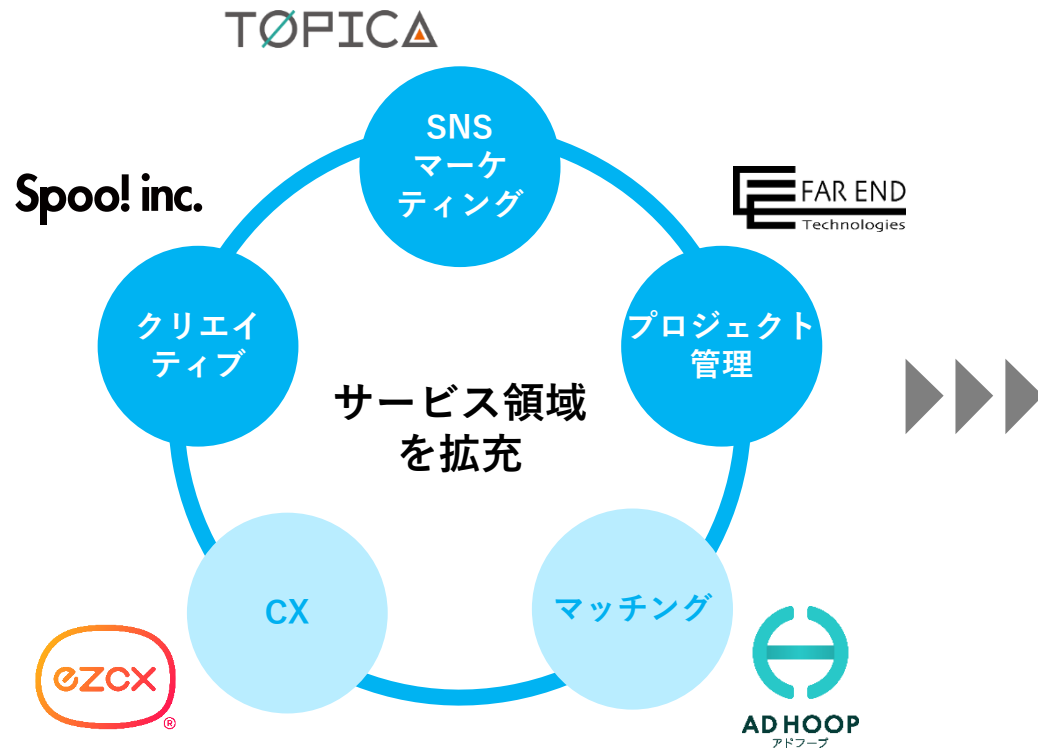 TOPICA
SNS
マーケ
ティング
Spoo! inc.
FAR END
Technologies
クリエイ
ティブ
プロジェクト
管理
サービス領域
を拡充
CX
マッチング
ezcx
®
AD HOOP
アドフープ